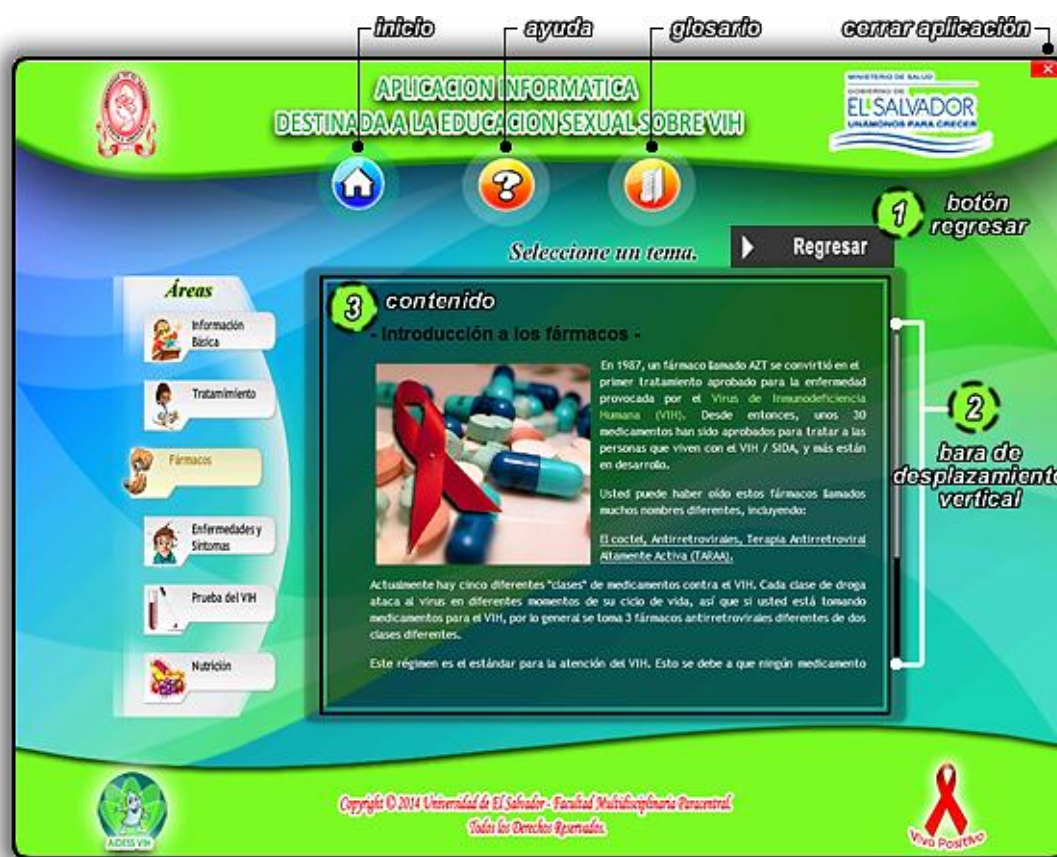 inicio
ayuda
glosario
cerrar aplicación
APLICACION INFORMATICA
DESTINADA A LA EDUCACION SEXUAL SOBRE VIH
MINISTERIO DE SALUD
GOBIERNO DE
EL SALVADOR
UNAMONOS PARA CRECER
1
botón
regresar
Seleccione un tema.
Regresar
Áreas
Información
Básica
Tratamimiento
Fármacos
Enfermedades y
Síntomas
Prueba del VIH
Nutrición
3
contenido
- Introducción a los fármacos -
En 1987, un fármaco llamado AZT se convirtió en el
primer tratamiento aprobado para la enfermedad
provocada por el Virus de Inmunodeficiencia
Humana (VIH). Desde entonces, unos 30
medicamentos han sido aprobados para tratar a las
personas que viven con el VIH / SIDA, y más están
en desarrollo.
Usted puede haber oído estos fármacos llamados
muchos nombres diferentes, incluyendo:
El coctel, Antirretrovirales, Terapia Antirretroviral
Altamente Activa (TARAA).
Actualmente hay cinco diferentes "clases" de medicamentos contra el VIH. Cada clase de droga
ataca al virus en diferentes momentos de su ciclo de vida, así que si usted está tomando
medicamentos para el VIH, por lo general se toma 3 fármacos antirretrovirales diferentes de dos
clases diferentes.
Este régimen es el estándar para la atención del VIH. Esto se debe a que ningún medicamento
2
bara de
desplazamiento
vertical
AIDESS VIH
Copyright © 2014 Universidad de El Salvador - Facultad Multidisciplinaria Paracentral.
Todos los Derechos Reservados.
Vivo Positivo